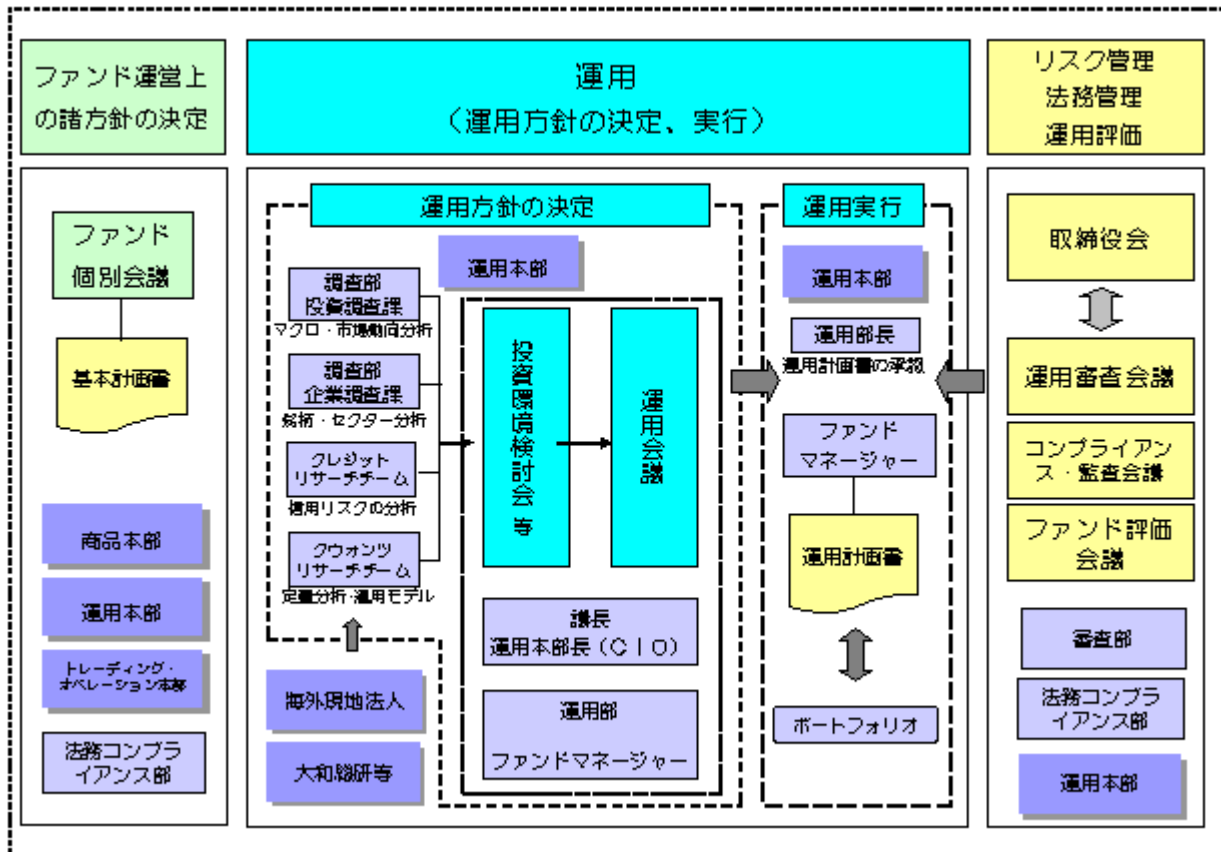 ファンド運営上
の諸方針の決定
運用
(運用方針の決定、実行)
リスク管理
法務管理
運用評価
ファンド
個別会議
基本計画書
商品本部
運用本部
トレーディング・
オペレーション本部
法務コンプラ
イアンス部
運用方針の決定
運用本部
調査部
投資調査課
マクロ・市場動向分析
調査部
企業調査課
銘柄・セクター分析
クレジット
リサーチチーム
信用リスクの分析
クウォンツ
リサーチチーム
定量分析・運用モデル
海外現地法人
大和総研等
投資環境検討会 等
運用会議
議長
運用本部長(CIO)
運用部
ファンドマネージャー
運用実行
運用本部
運用部長
運用計画書の承認
ファンド
マネージャー
運用計画書
ポートフォリオ
取締役会
運用審査会議
コンプライアン
ス・監査会議
ファンド評価
会議
審査部
法務コンプラ
イアンス部
運用本部